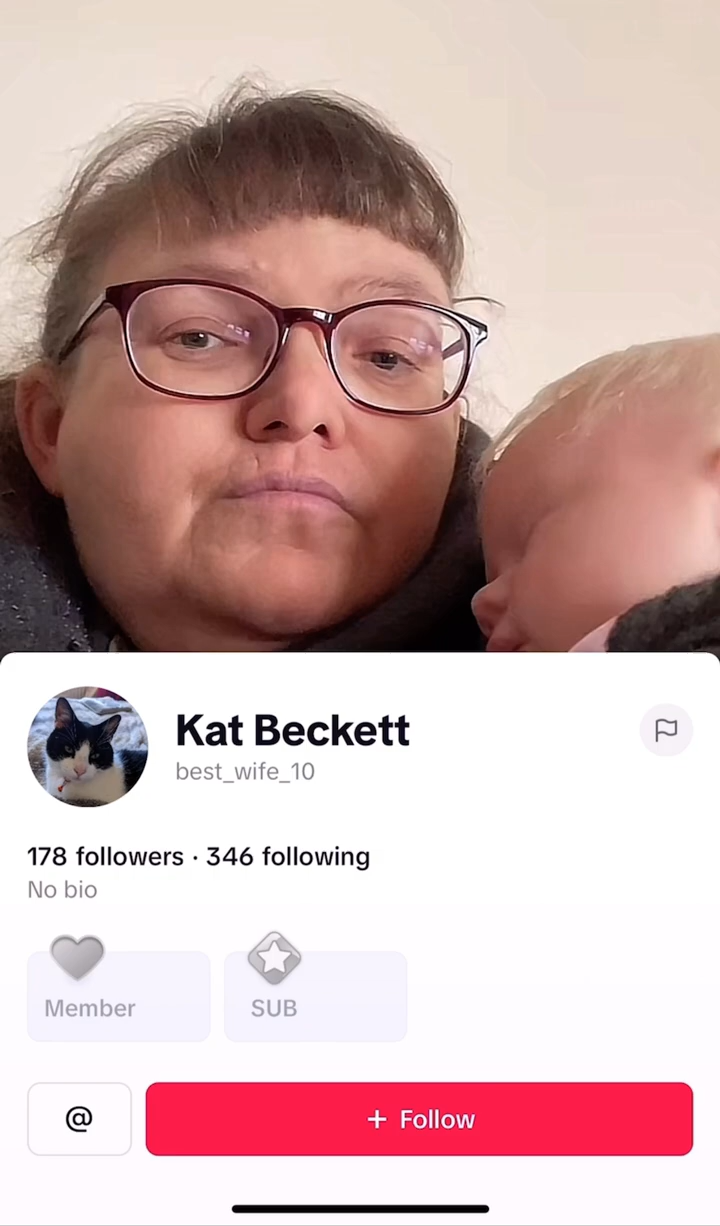 Kat Beckett
best_wife_10
178 followers · 346 following
No bio
Member
SUB
@
+ Follow